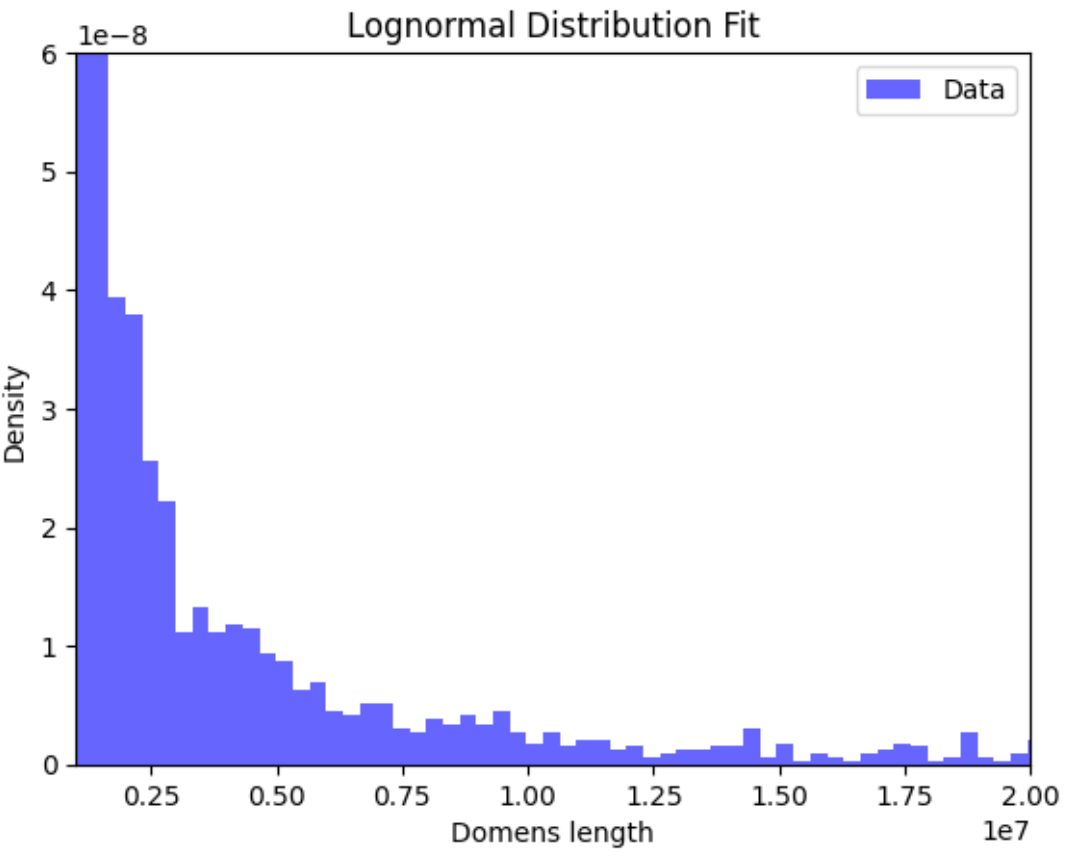 Lognormal Distribution Fit
1e−8
6
5
4
3
2
1
0
Density
Data
0.25 0.50 0.75 1.00 1.25 1.50 1.75 2.00
1e7
Domens length